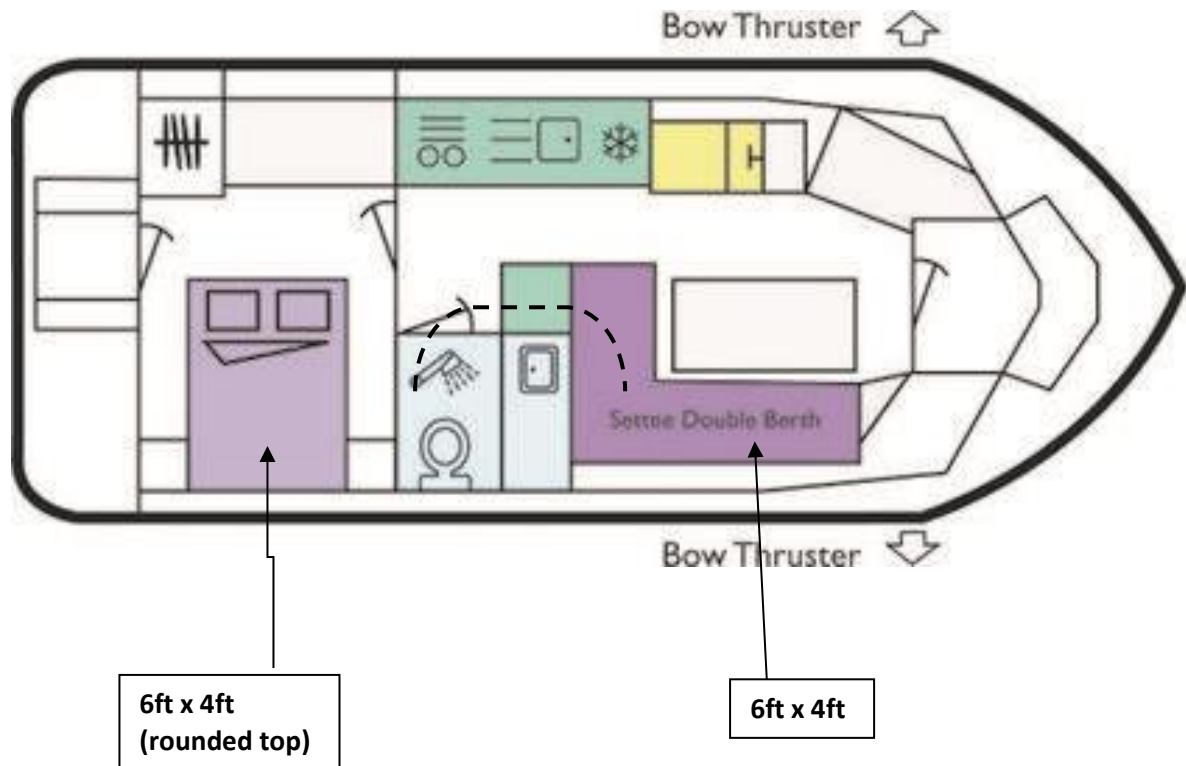 Bow Thruster
Settee Double Berth
Bow Thruster
6ft x 4ft
(rounded top)
6ft x 4ft